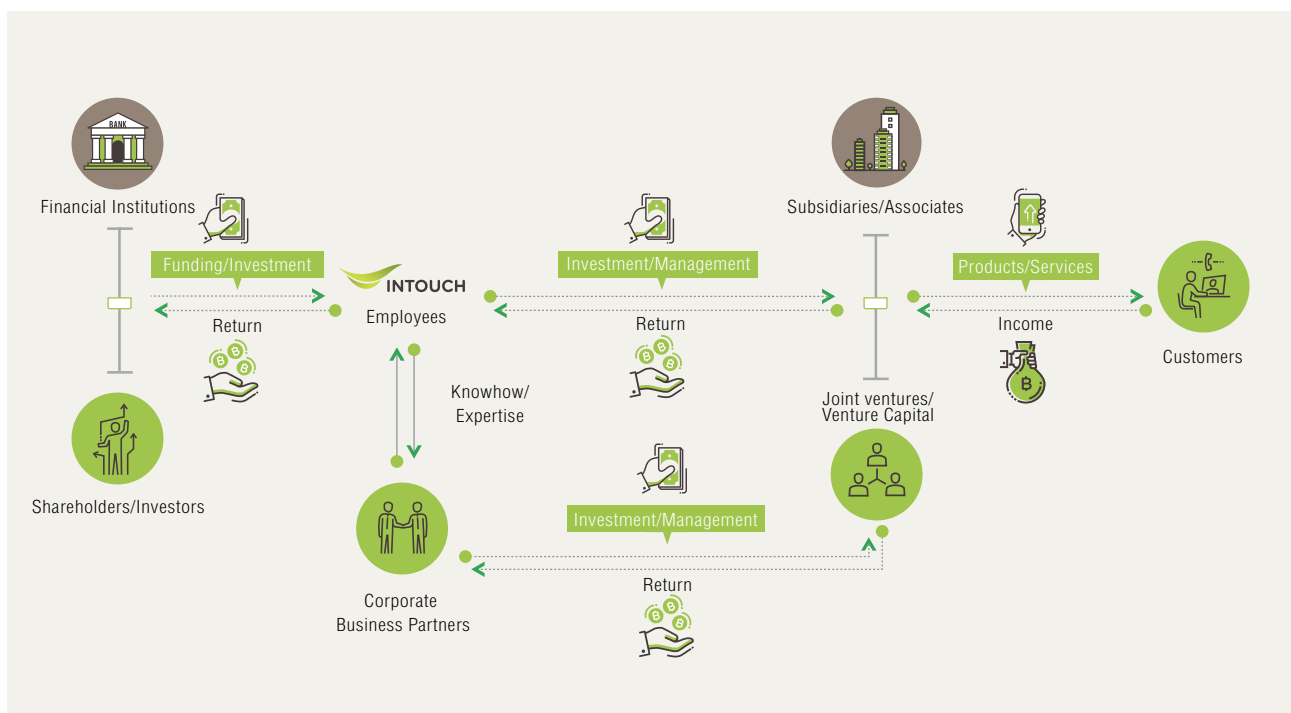 BANK
Financial Institutions
Subsidiaries/Associates
Funding/Investment
INTOUCH
Employees
Investment/Management
Products/Services
Return
Return
Income
Customers
Knowhow/
Expertise
Joint ventures/
Venture Capital
Shareholders/Investors
Investment/Management
Return
Corporate
Business Partners
฿
฿
฿
฿
฿
฿
฿
฿
฿
฿